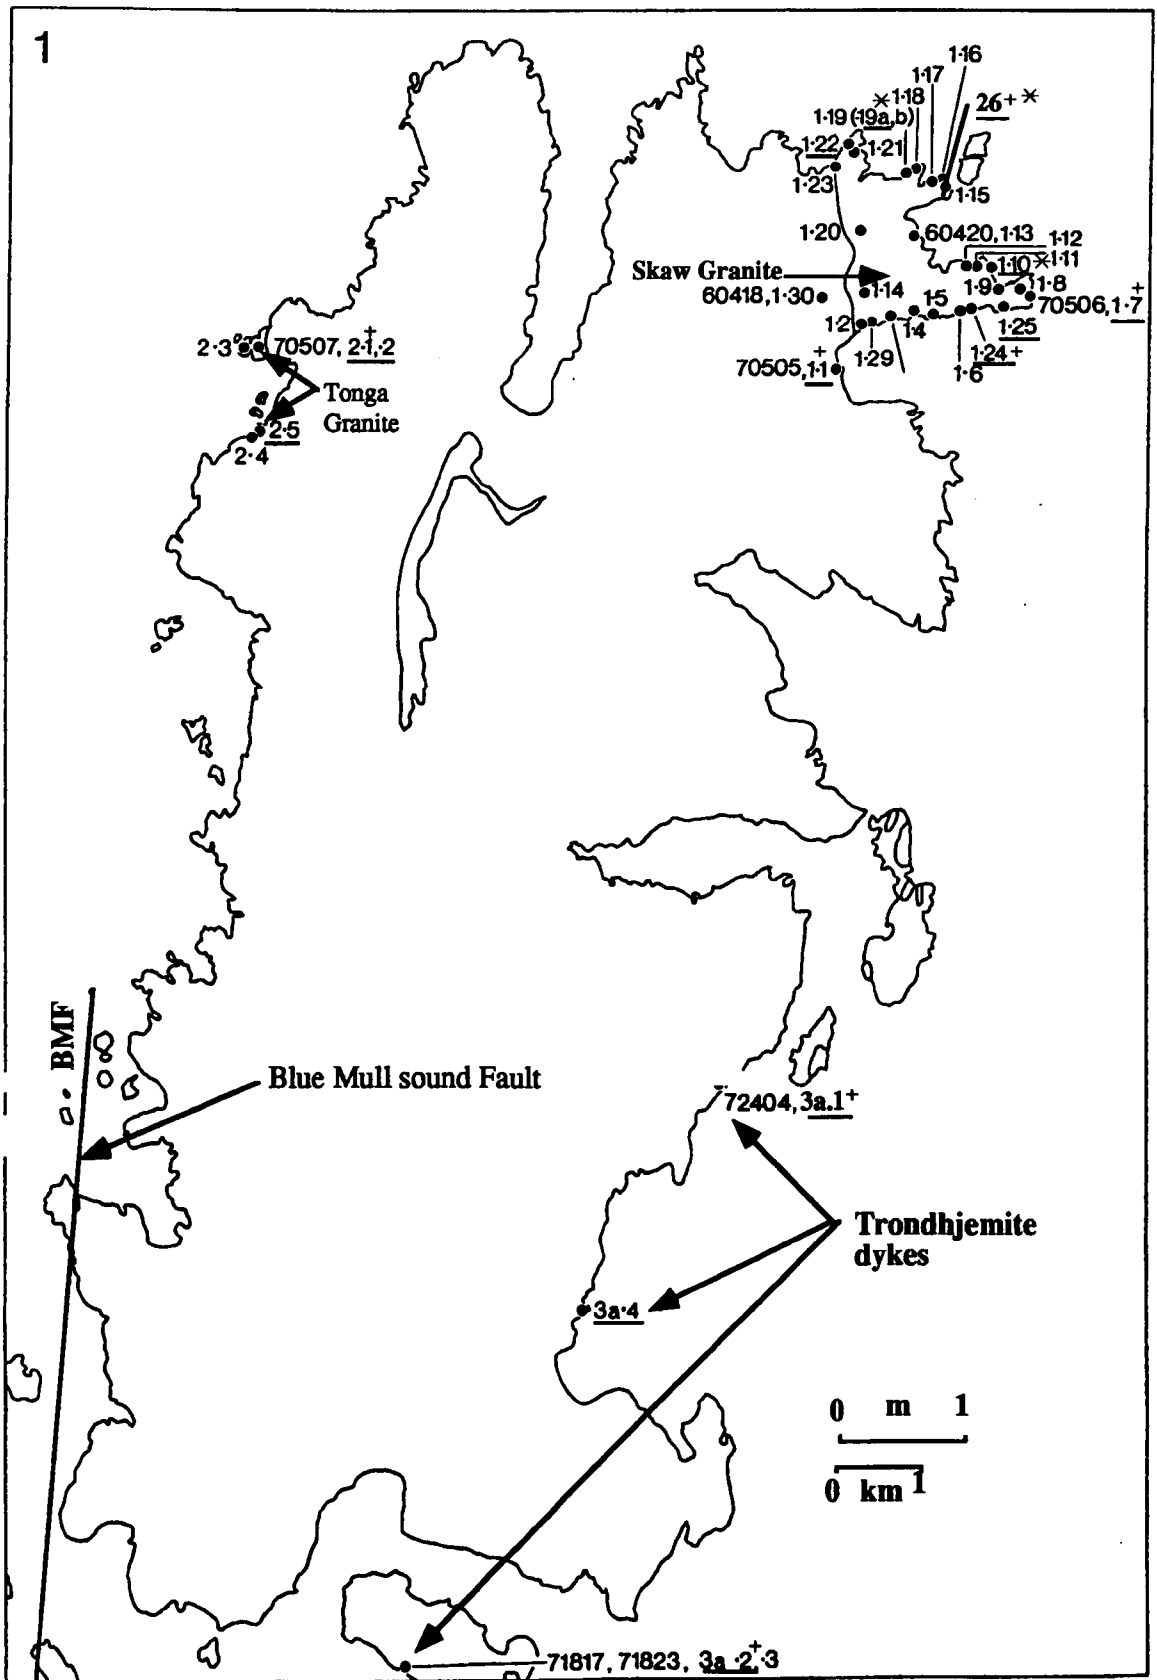 1
1·16
1·17
26+*
* 1·18
1·19 (19a,b)
1·22
1·21
1·23
1·15
1·20
60420, 1·13
1·12
1·10 * 1·11
Skaw Granite
60418, 1·30
1·14
1·9
1·8
70506, 1·7+
1·5
1·2
1·4
1·25
1·29
1·24+
1·6
70505, 1·1+
2·3
70507, 2·1+,·2
Tonga
Granite
2·5
2·4
BMF
Blue Mull sound Fault
72404, 3a.1+
Trondhjemite
dykes
3a·4
0 m 1
0 km 1
71817, 71823, 3a·2+·3